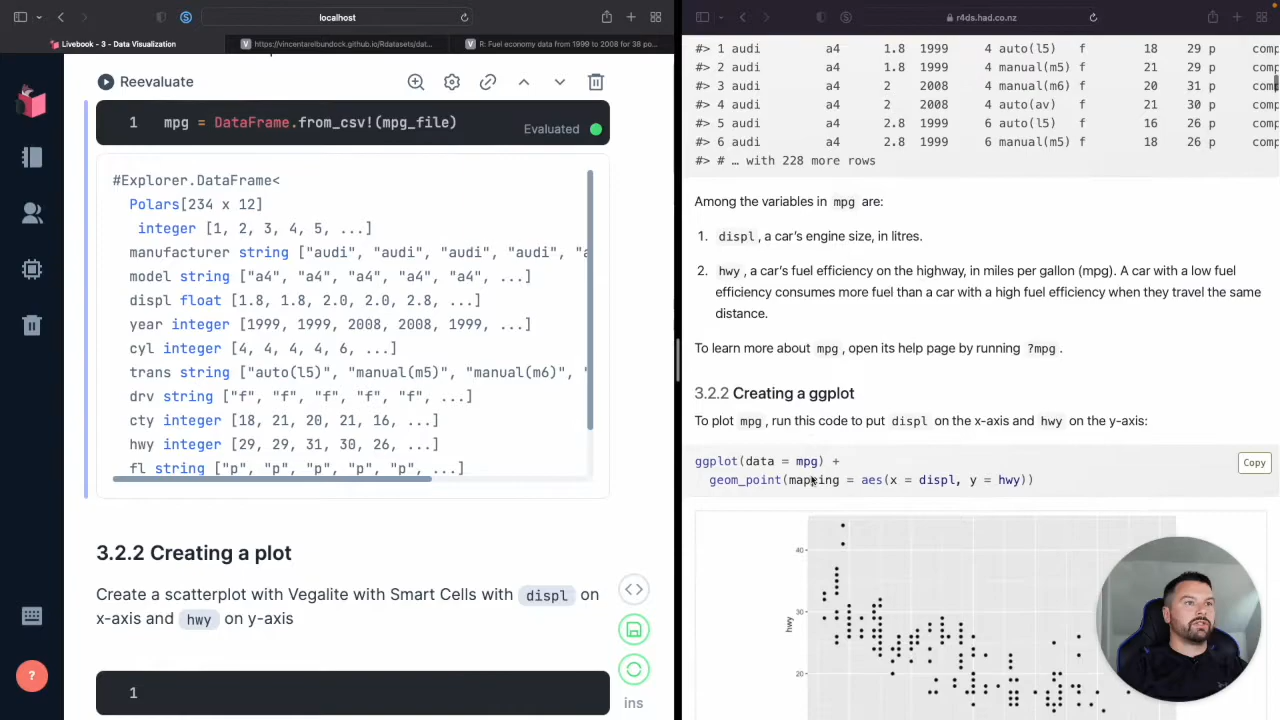 localhost
r4ds.had.co.nz
Livebook - 3 - Data Visualization
https://vincentarelbundock.github.io/Rdatasets/dat...
R: Fuel economy data from 1999 to 2008 for 38 po...
Reevaluate
1 mpg = DataFrame.from_csv!(mpg_file)
Evaluated
#Explorer.DataFrame<
Polars[234 x 12]
integer [1, 2, 3, 4, 5, ...]
manufacturer string ["audi", "audi", "audi", "audi", "a
model string ["a4", "a4", "a4", "a4", "a4", ...]
displ float [1.8, 1.8, 2.0, 2.0, 2.8, ...]
year integer [1999, 1999, 2008, 2008, 1999, ...]
cyl integer [4, 4, 4, 4, 6, ...]
trans string ["auto(l5)", "manual(m5)", "manual(m6)", "
drv string ["f", "f", "f", "f", "f", ...]
cty integer [18, 21, 20, 21, 16, ...]
hwy integer [29, 29, 31, 30, 26, ...]
fl string ["p", "p", "p", "p", "p", ...]
3.2.2 Creating a plot
Create a scatterplot with Vegalite with Smart Cells with displ on
x-axis and hwy on y-axis
1
ins
?
#> 1 audi a4 1.8 1999 4 auto(l5) f 18 29 p comp
#> 2 audi a4 1.8 1999 4 manual(m5) f 21 29 p comp
#> 3 audi a4 2 2008 4 manual(m6) f 20 31 p comp
#> 4 audi a4 2 2008 4 auto(av) f 21 30 p comp
#> 5 audi a4 2.8 1999 6 auto(l5) f 16 26 p comp
#> 6 audi a4 2.8 1999 6 manual(m5) f 18 26 p comp
#> # … with 228 more rows
Among the variables in mpg are:
1. displ, a car's engine size, in litres.
2. hwy, a car's fuel efficiency on the highway, in miles per gallon (mpg). A car with a low fuel
efficiency consumes more fuel than a car with a high fuel efficiency when they travel the same
distance.
To learn more about mpg, open its help page by running ?mpg.
3.2.2 Creating a ggplot
To plot mpg, run this code to put displ on the x-axis and hwy on the y-axis:
ggplot(data = mpg) +
geom_point(mapping = aes(x = displ, y = hwy))
Copy
40
30
hwy
20